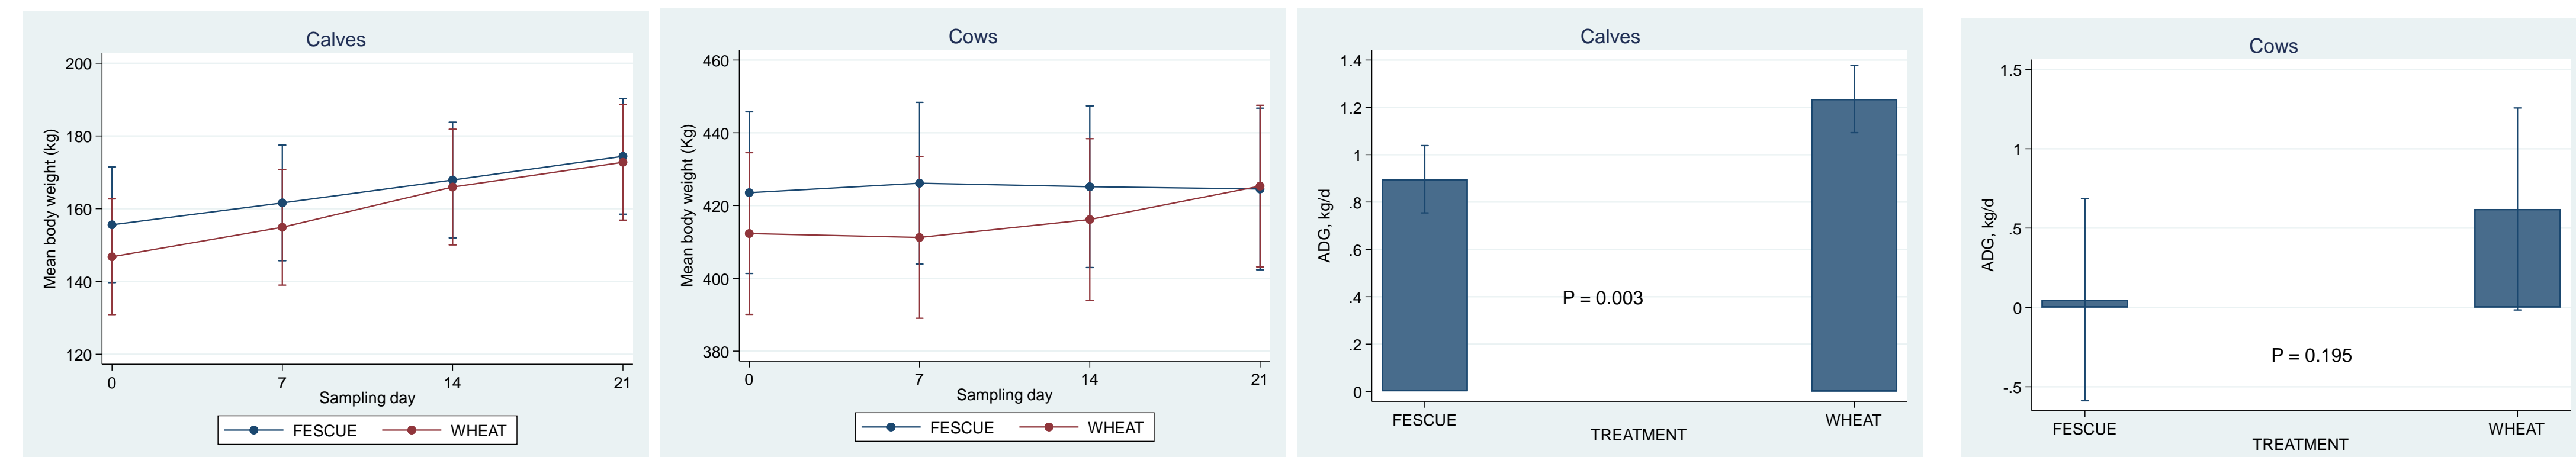 Calves
Mean body weight (kg)
200
180
160
140
120
0 7 14 21
Sampling day
FESCUE WHEAT
Cows
Mean body weight (Kg)
460
440
420
400
380
0 7 14 21
Sampling day
FESCUE WHEAT
Calves
ADG, kg/d
1.4
1.2
1
.8
.6
.4
.2
0
P = 0.003
FESCUE WHEAT
TREATMENT
Cows
ADG, kg/d
1.5
1
.5
0
-.5
P = 0.195
FESCUE WHEAT
TREATMENT